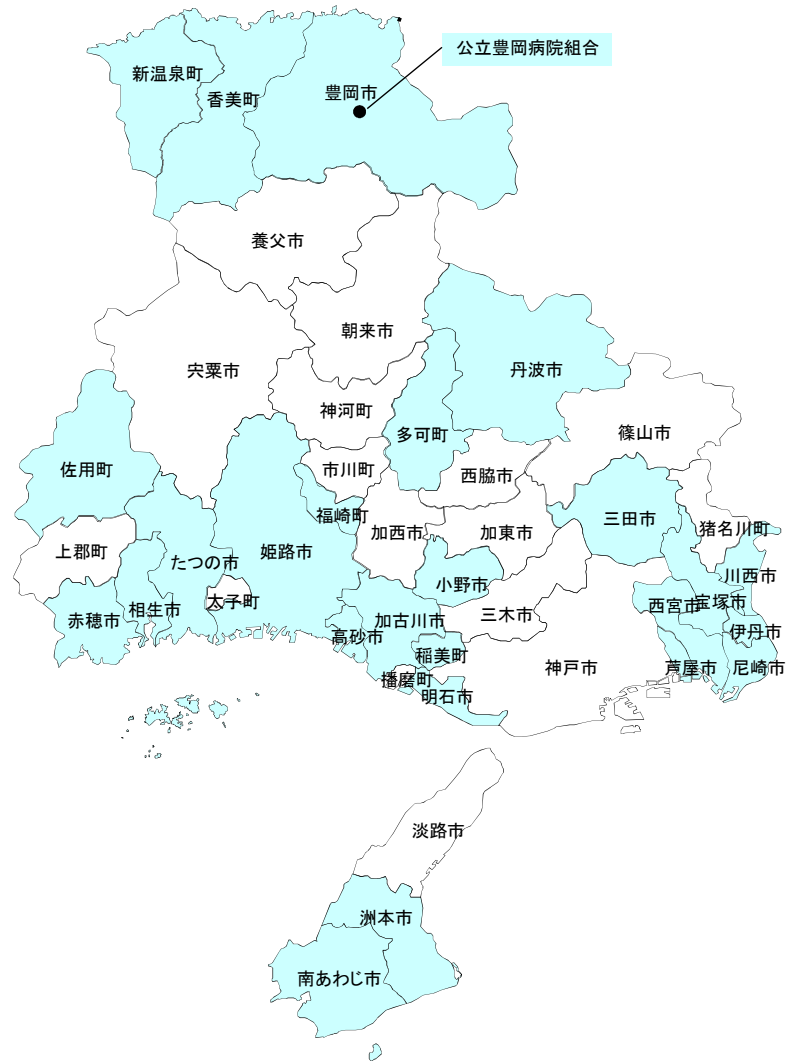 公立豊岡病院組合
新温泉町
香美町
豊岡市
養父市
朝来市
宍粟市
丹波市
神河町
多可町
篠山市
佐用町
市川町
西脇市
福崎町
三田市
猪名川町
上郡町
たつの市
姫路市
加西市
加東市
川西市
小野市
赤穂市
相生市
太子町
加古川市
三木市
西宮市
宝塚市
高砂市
伊丹市
稲美町
播磨町
神戸市
芦屋市
尼崎市
明石市
淡路市
洲本市
南あわじ市